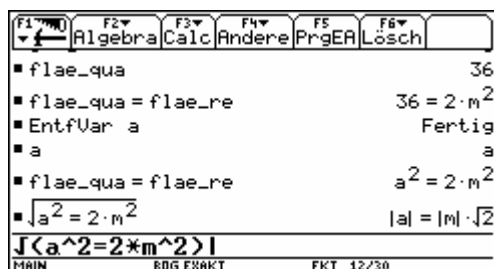 F1 F2 Algebra F3 Calc F4 Andere F5 PrgEA F6 Lösch
▪ flae_qua 36
▪ flae_qua = flae_re 36 = 2·m²
▪ EntfVar a Fertig
▪ a a
▪ flae_qua = flae_re a² = 2·m²
▪ √(a² = 2·m²) |a| = |m|·√2
√(a^2=2*m^2)
MAIN BOG EXAKT FKT 12/30